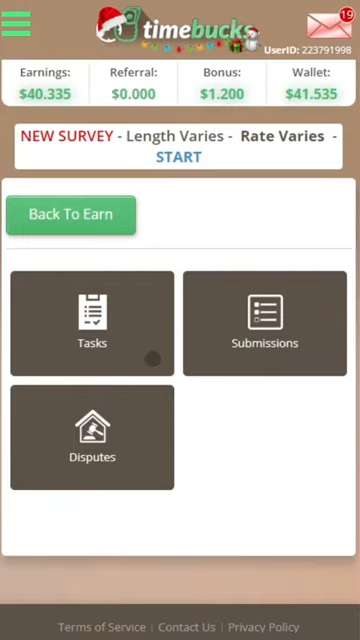 timebucks
19
UserID: 223791998
Earnings: Referral: Bonus: Wallet:
$40.335 $0.000 $1.200 $41.535
NEW SURVEY - Length Varies - Rate Varies -
START
Back To Earn
Tasks Submissions
Disputes
Terms of Service | Contact Us | Privacy Policy